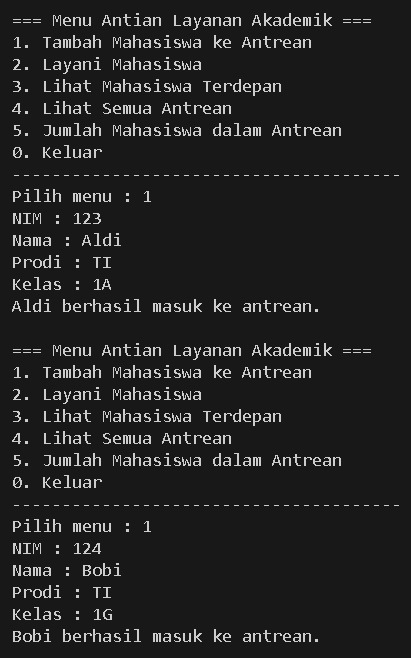 === Menu Antian Layanan Akademik ===
1. Tambah Mahasiswa ke Antrean
2. Layani Mahasiswa
3. Lihat Mahasiswa Terdepan
4. Lihat Semua Antrean
5. Jumlah Mahasiswa dalam Antrean
0. Keluar
---------------------------------------
Pilih menu : 1
NIM : 123
Nama : Aldi
Prodi : TI
Kelas : 1A
Aldi berhasil masuk ke antrean.

=== Menu Antian Layanan Akademik ===
1. Tambah Mahasiswa ke Antrean
2. Layani Mahasiswa
3. Lihat Mahasiswa Terdepan
4. Lihat Semua Antrean
5. Jumlah Mahasiswa dalam Antrean
0. Keluar
---------------------------------------
Pilih menu : 1
NIM : 124
Nama : Bobi
Prodi : TI
Kelas : 1G
Bobi berhasil masuk ke antrean.